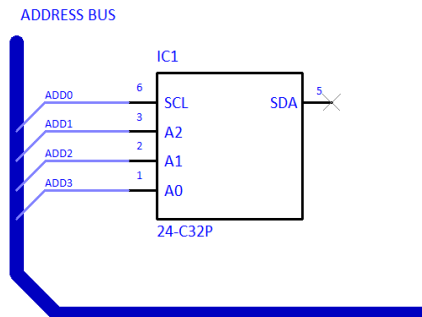 ADDRESS BUS
IC1
ADD0 6 SCL SDA 5
ADD1 3 A2
ADD2 2 A1
ADD3 1 A0
24-C32P